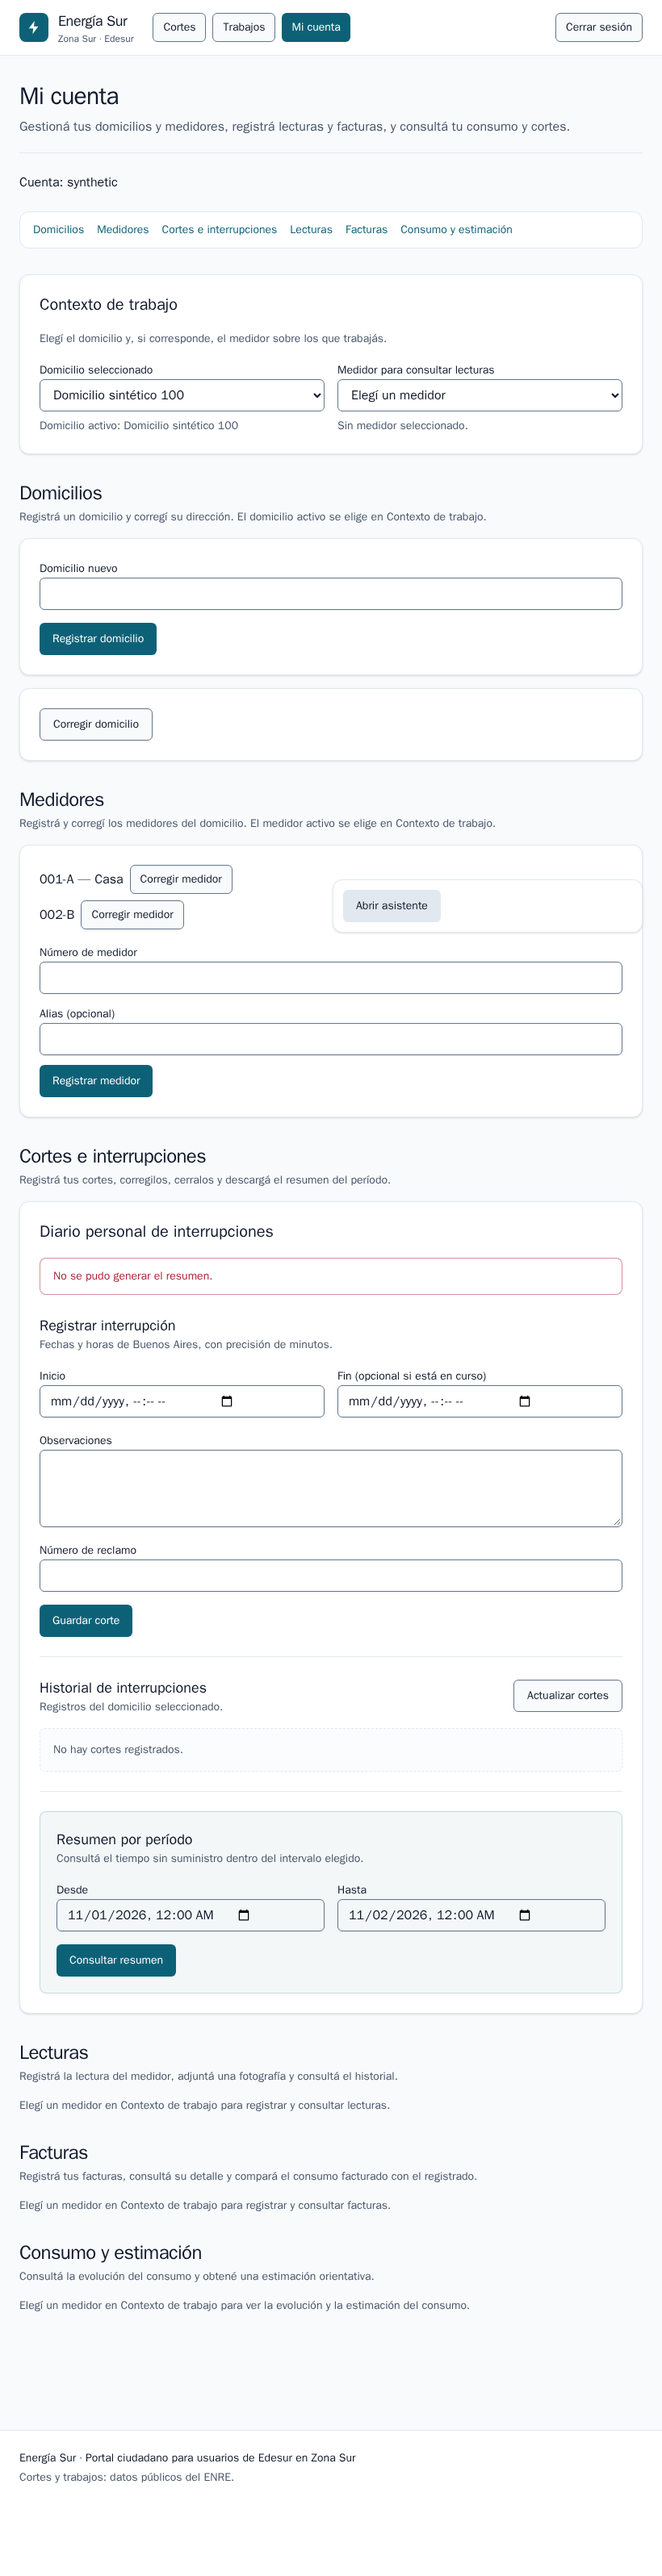 Energía Sur
Zona Sur · Edesur
Cortes
Trabajos
Mi cuenta
Cerrar sesión
Mi cuenta
Gestioná tus domicilios y medidores, registrá lecturas y facturas, y consultá tu consumo y cortes.
Cuenta: synthetic
Domicilios
Medidores
Cortes e interrupciones
Lecturas
Facturas
Consumo y estimación
Contexto de trabajo
Elegí el domicilio y, si corresponde, el medidor sobre los que trabajás.
Domicilio seleccionado
Domicilio sintético 100
Domicilio activo: Domicilio sintético 100
Medidor para consultar lecturas
Elegí un medidor
Sin medidor seleccionado.
Domicilios
Registrá un domicilio y corregí su dirección. El domicilio activo se elige en Contexto de trabajo.
Domicilio nuevo
Registrar domicilio
Corregir domicilio
Medidores
Registrá y corregí los medidores del domicilio. El medidor activo se elige en Contexto de trabajo.
001-A — Casa
Corregir medidor
002-B
Corregir medidor
Abrir asistente
Número de medidor
Alias (opcional)
Registrar medidor
Cortes e interrupciones
Registrá tus cortes, corregilos, cerralos y descargá el resumen del período.
Diario personal de interrupciones
No se pudo generar el resumen.
Registrar interrupción
Fechas y horas de Buenos Aires, con precisión de minutos.
Inicio
mm/dd/yyyy, --:-- --
Fin (opcional si está en curso)
mm/dd/yyyy, --:-- --
Observaciones
Número de reclamo
Guardar corte
Historial de interrupciones
Registros del domicilio seleccionado.
Actualizar cortes
No hay cortes registrados.
Resumen por período
Consultá el tiempo sin suministro dentro del intervalo elegido.
Desde
11/01/2026, 12:00 AM
Hasta
11/02/2026, 12:00 AM
Consultar resumen
Lecturas
Registrá la lectura del medidor, adjuntá una fotografía y consultá el historial.
Elegí un medidor en Contexto de trabajo para registrar y consultar lecturas.
Facturas
Registrá tus facturas, consultá su detalle y compará el consumo facturado con el registrado.
Elegí un medidor en Contexto de trabajo para registrar y consultar facturas.
Consumo y estimación
Consultá la evolución del consumo y obtené una estimación orientativa.
Elegí un medidor en Contexto de trabajo para ver la evolución y la estimación del consumo.
Energía Sur · Portal ciudadano para usuarios de Edesur en Zona Sur
Cortes y trabajos: datos públicos del ENRE.